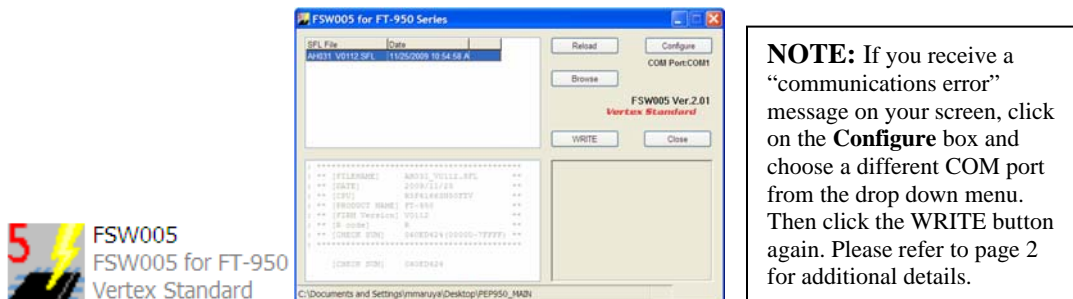 FSW005 for FT-950 Series
SFL File Date
AH031_V0112.SFL 11/25/2009 10:54:58 A
Reload Configure
COM Port:COM1
Browse
FSW005 Ver.2.01
Vertex Standard
WRITE Close
; ** [FILENAME] AH031_V0112.SFL **
; ** [DATE] 2009/11/25 **
; ** [PRODUCT NAME] FT-950 **
; ** [FIRM Version] V0112 **
; ** [CHECK SUM] **
[CHECK SUM]
C:\Documents and Settings\mmaruya\Desktop\PEP950_MAIN
5
FSW005
FSW005 for FT-950
Vertex Standard
NOTE: If you receive a
“communications error”
message on your screen, click
on the Configure box and
choose a different COM port
from the drop down menu.
Then click the WRITE button
again. Please refer to page 2
for additional details.